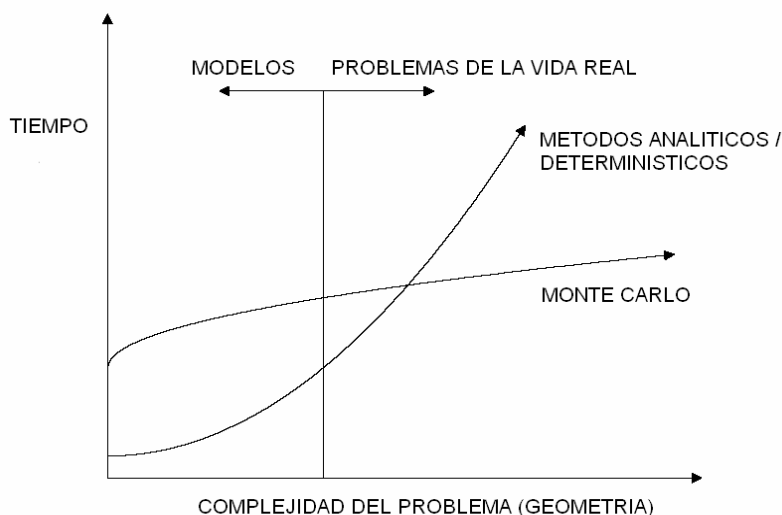 MODELOS
PROBLEMAS DE LA VIDA REAL
TIEMPO
METODOS ANALITICOS /
DETERMINISTICOS
MONTE CARLO
COMPLEJIDAD DEL PROBLEMA (GEOMETRIA)